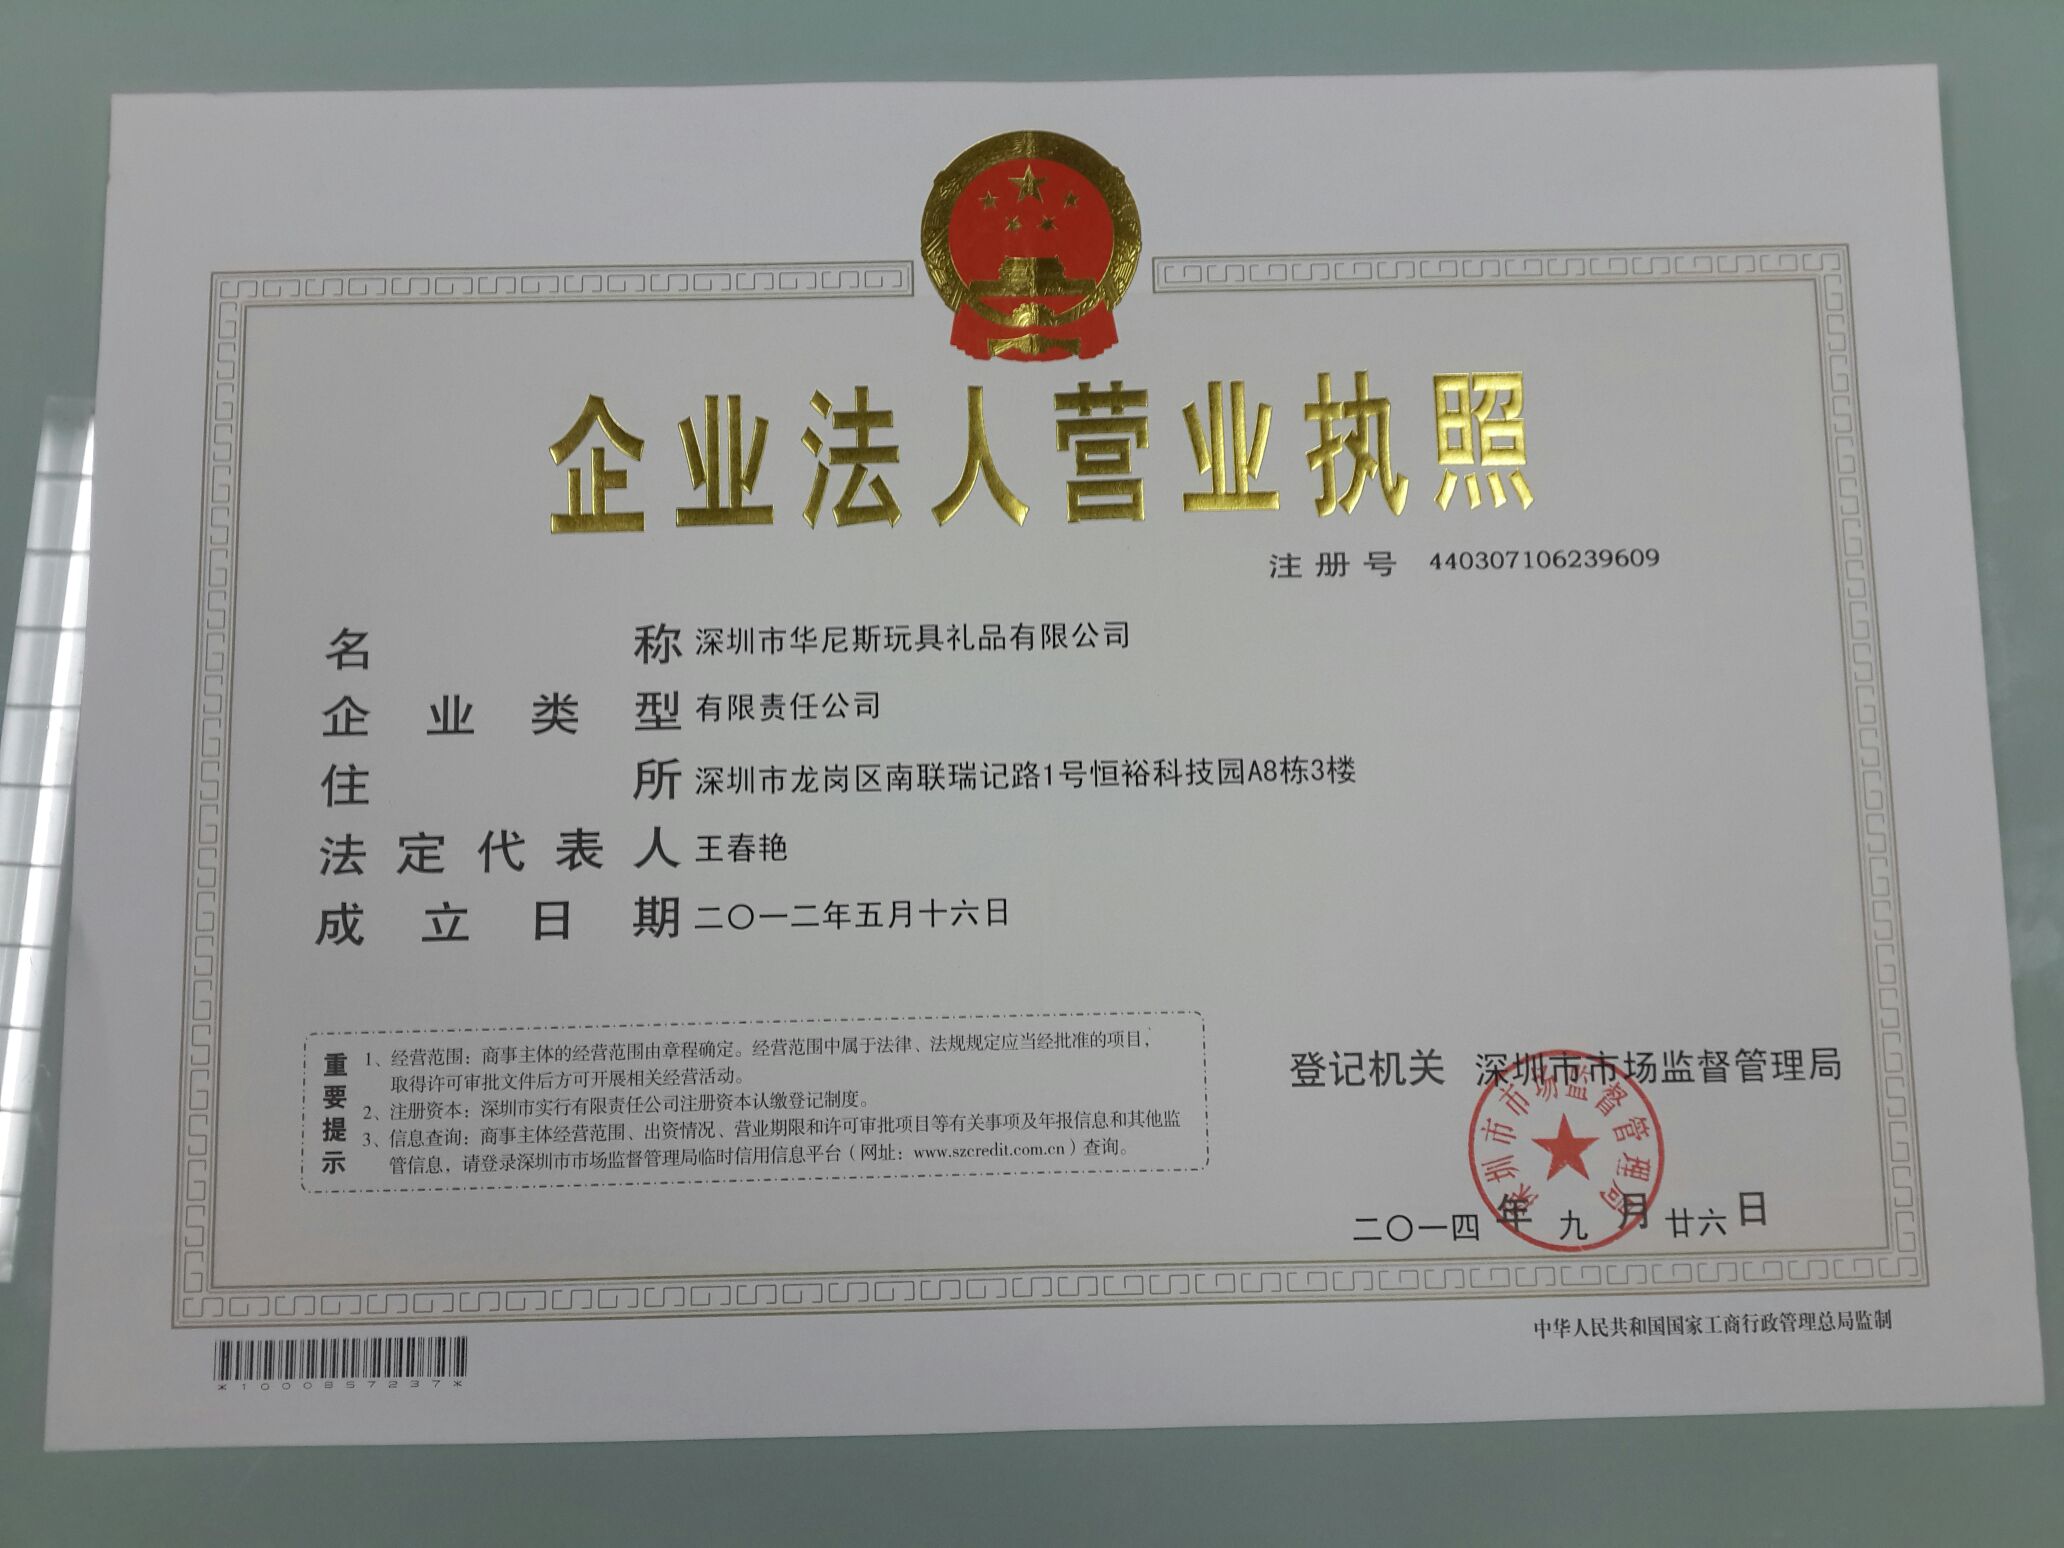 企业法人营业执照
注册号 440307106239609
名称 深圳市华尼斯玩具礼品有限公司
企业类型 有限责任公司
住所 深圳市龙岗区南联瑞记路1号恒裕科技园A8栋3楼
法定代表人 王春艳
成立日期 二〇一二年五月十六日
重要提示
1、经营范围：商事主体的经营范围由章程确定。经营范围中属于法律、法规规定应当经批准的项目，
取得许可审批文件后方可开展相关经营活动。
2、注册资本：深圳市实行有限责任公司注册资本认缴登记制度。
3、信息查询：商事主体经营范围、出资情况、营业期限和许可审批项目等有关事项及年报信息和其他监
管信息，请登录深圳市市场监督管理局临时信用信息平台（网址：www.szcredit.com.cn）查询。
登记机关 深圳市市场监督管理局
深圳市市场监督管理局
二〇一四年九月廿六日
中华人民共和国国家工商行政管理总局监制
*1000857237*